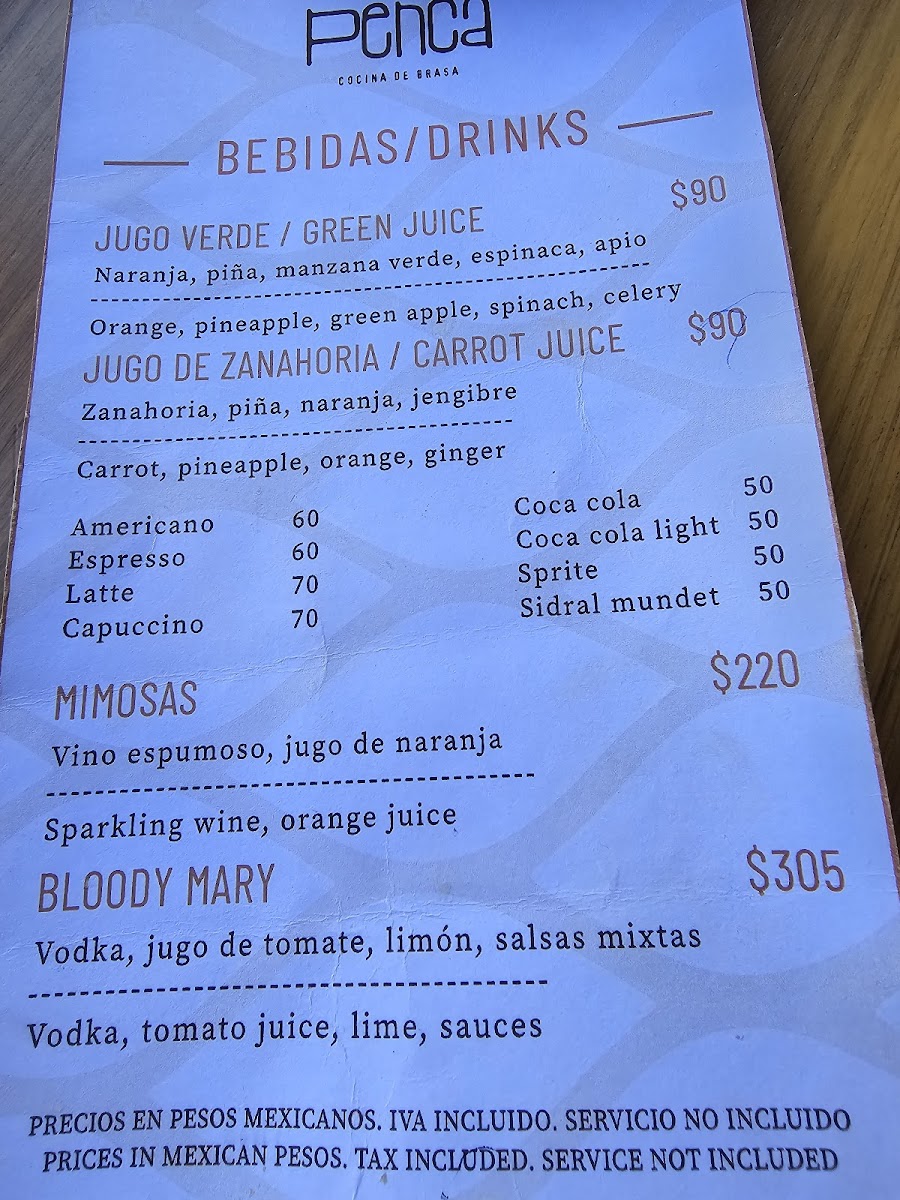 penca
COCINA DE BRASA
BEBIDAS/DRINKS
JUGO VERDE / GREEN JUICE $90
Naranja, piña, manzana verde, espinaca, apio
Orange, pineapple, green apple, spinach, celery
JUGO DE ZANAHORIA / CARROT JUICE $90
Zanahoria, piña, naranja, jengibre
Carrot, pineapple, orange, ginger
Americano 60
Espresso 60
Latte 70
Capuccino 70
Coca cola 50
Coca cola light 50
Sprite 50
Sidral mundet 50
MIMOSAS $220
Vino espumoso, jugo de naranja
Sparkling wine, orange juice
BLOODY MARY $305
Vodka, jugo de tomate, limón, salsas mixtas
Vodka, tomato juice, lime, sauces
PRECIOS EN PESOS MEXICANOS. IVA INCLUIDO. SERVICIO NO INCLUIDO
PRICES IN MEXICAN PESOS. TAX INCLUDED. SERVICE NOT INCLUDED